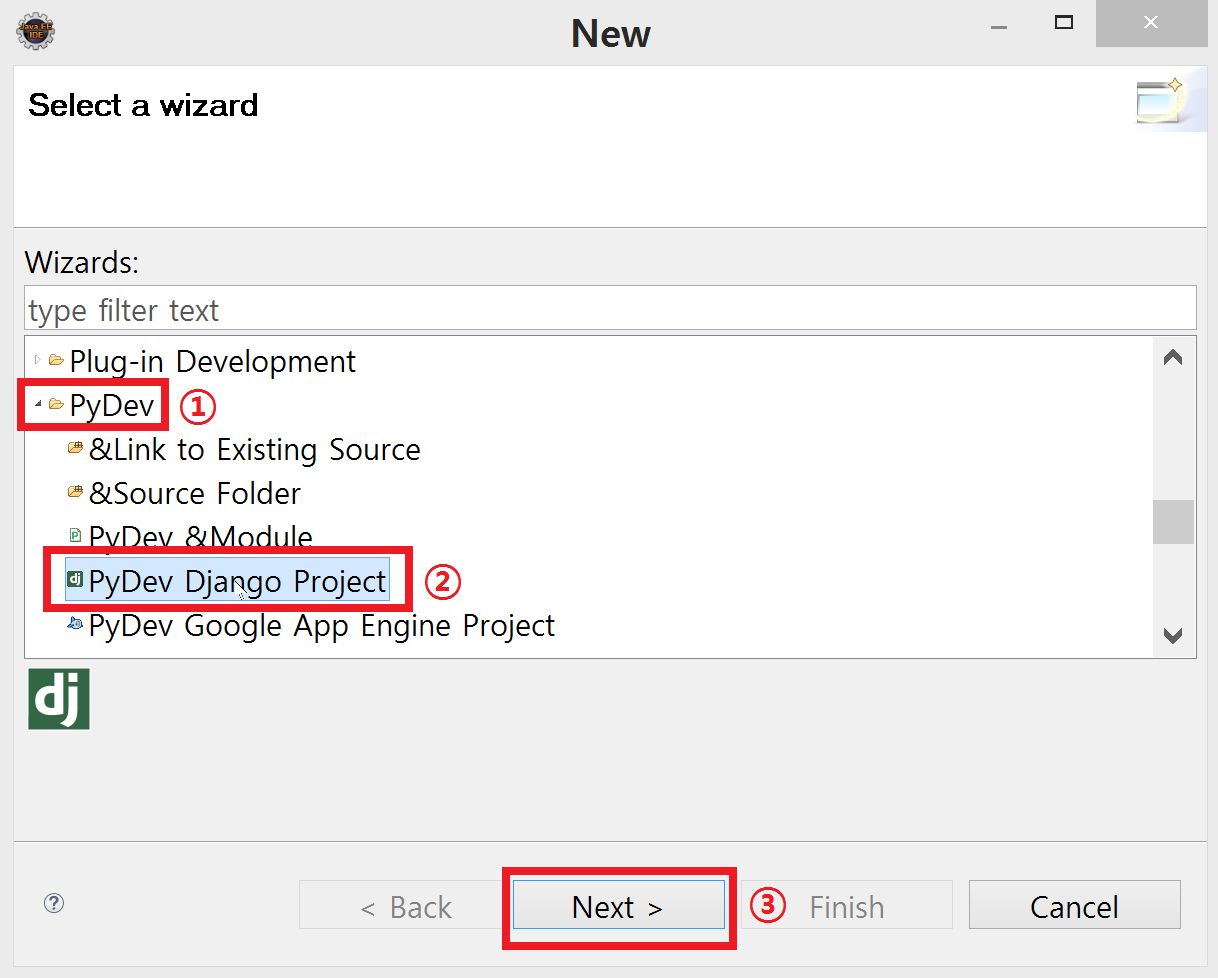 Java EE
IDE
New
Select a wizard
Wizards:
type filter text
Plug-in Development
PyDev ①
&Link to Existing Source
&Source Folder
PyDev &Module
dj PyDev Django Project ②
PyDev Google App Engine Project
dj
? < Back Next > ③ Finish Cancel